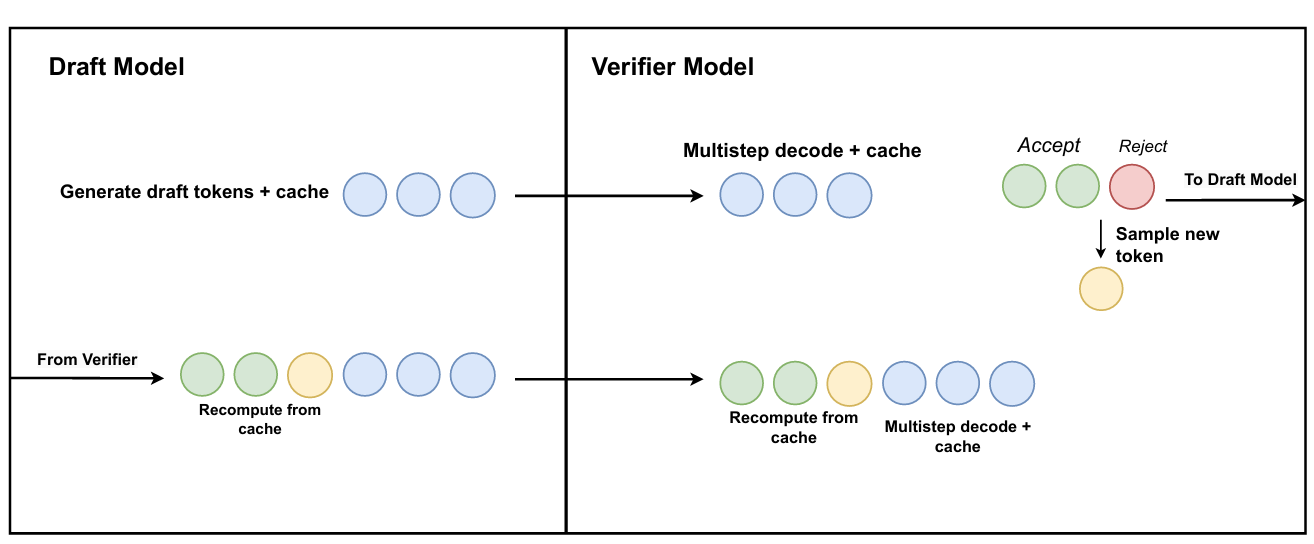 Draft Model
Verifier Model
Generate draft tokens + cache
Multistep decode + cache
Accept
Reject
To Draft Model
Sample new
token
From Verifier
Recompute from
cache
Recompute from
cache
Multistep decode +
cache